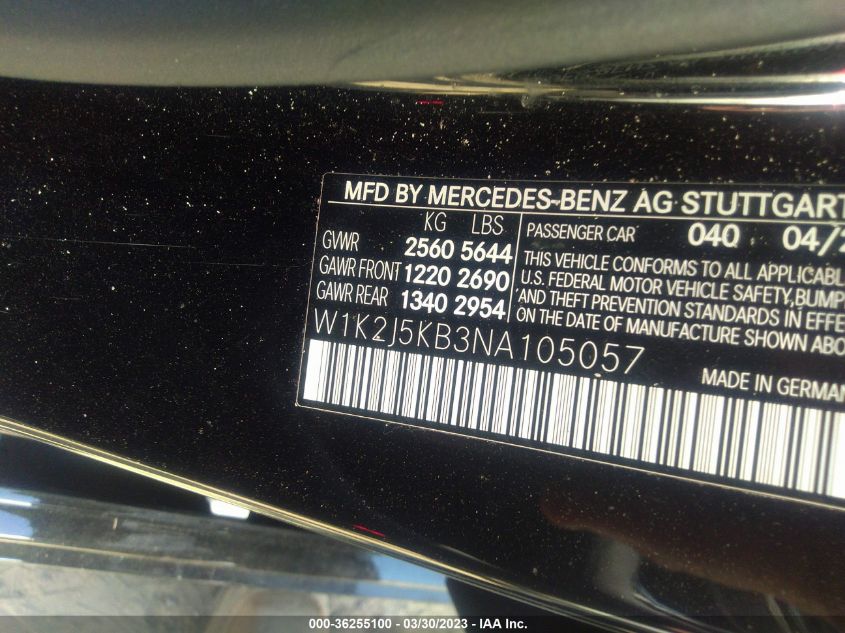 MFD BY MERCEDES-BENZ AG STUTTGART
KG LBS
GVWR 2560 5644
GAWR FRONT 1220 2690
GAWR REAR 1340 2954
PASSENGER CAR 040 04/2
THIS VEHICLE CONFORMS TO ALL APPLICABL
U.S. FEDERAL MOTOR VEHICLE SAFETY, BUMP
AND THEFT PREVENTION STANDARDS IN EFFE
ON THE DATE OF MANUFACTURE SHOWN ABO
W1K2J5KB3NA105057
MADE IN GERMAN
000-36255100 - 03/30/2023 - IAA Inc.